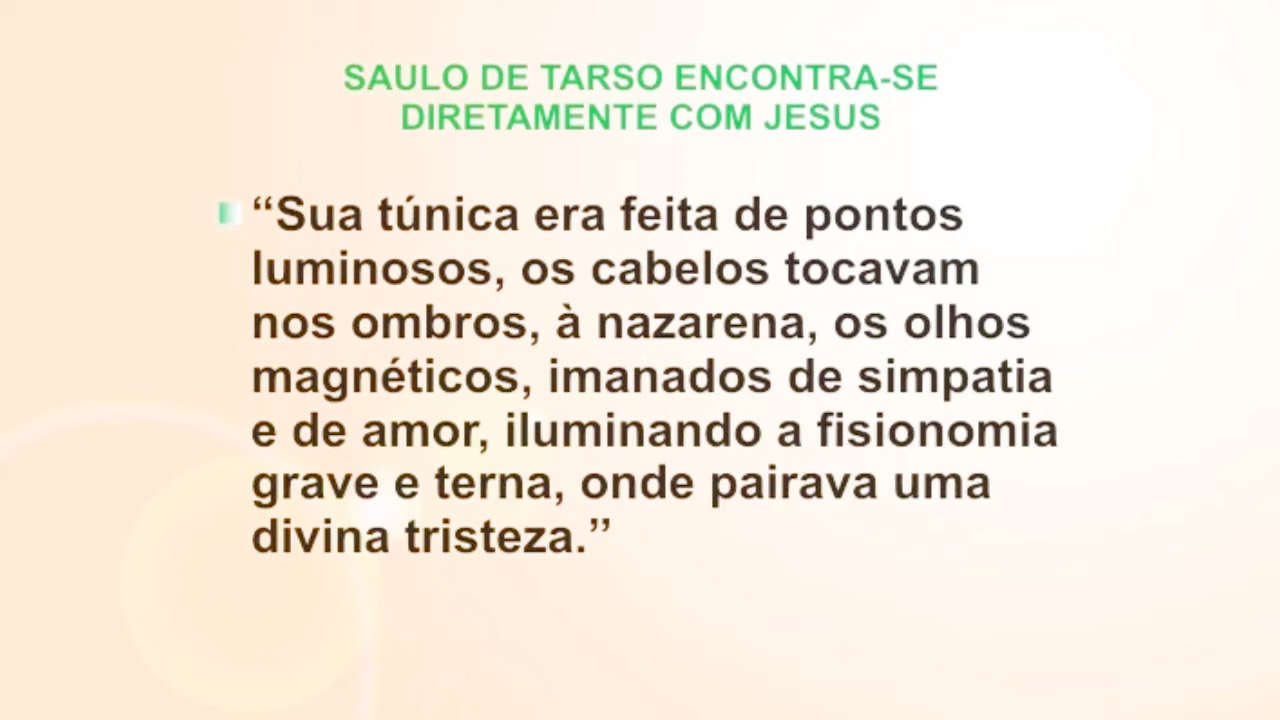 SAULO DE TARSO ENCONTRA-SE
DIRETAMENTE COM JESUS
“Sua túnica era feita de pontos
luminosos, os cabelos tocavam
nos ombros, à nazarena, os olhos
magnéticos, imanados de simpatia
e de amor, iluminando a fisionomia
grave e terna, onde pairava uma
divina tristeza.”